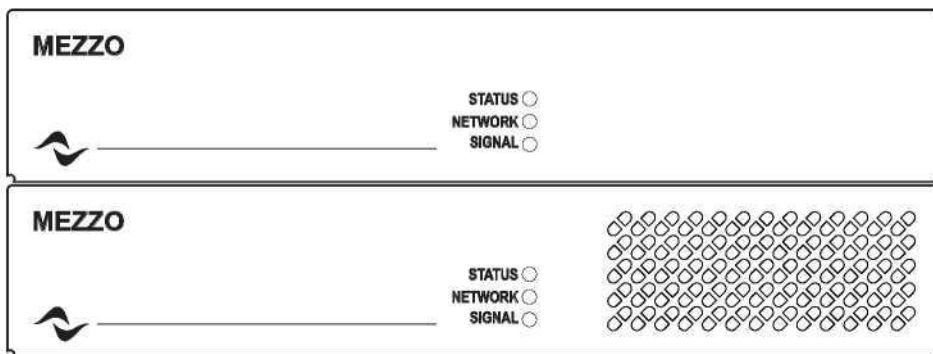 MEZZO
STATUS
NETWORK
SIGNAL
MEZZO
STATUS
NETWORK
SIGNAL